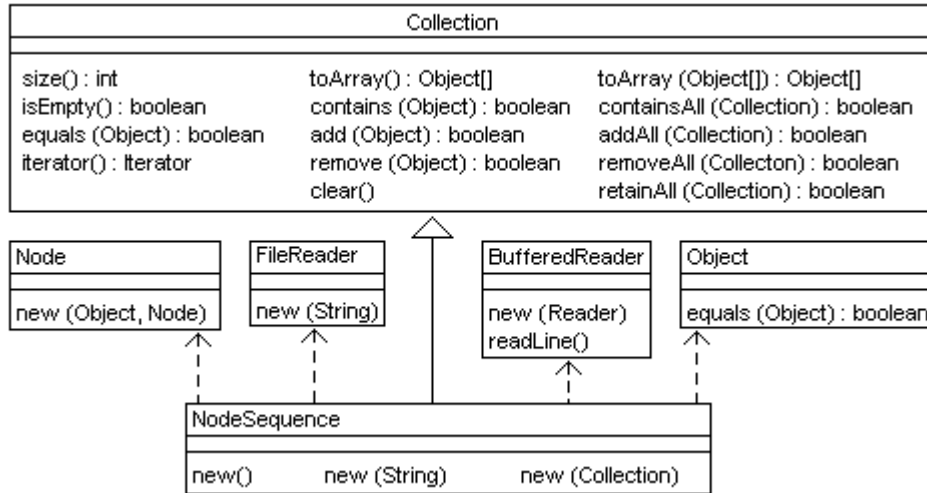 Collection
size() : int toArray() : Object[] toArray (Object[]) : Object[]
isEmpty() : boolean contains (Object) : boolean containsAll (Collection) : boolean
equals (Object) : boolean add (Object) : boolean addAll (Collection) : boolean
iterator() : Iterator remove (Object) : boolean removeAll (Collecton) : boolean
clear() retainAll (Collection) : boolean
Node FileReader BufferedReader Object
new (Object, Node) new (String) new (Reader) equals (Object) : boolean
readLine()
NodeSequence
new() new (String) new (Collection)